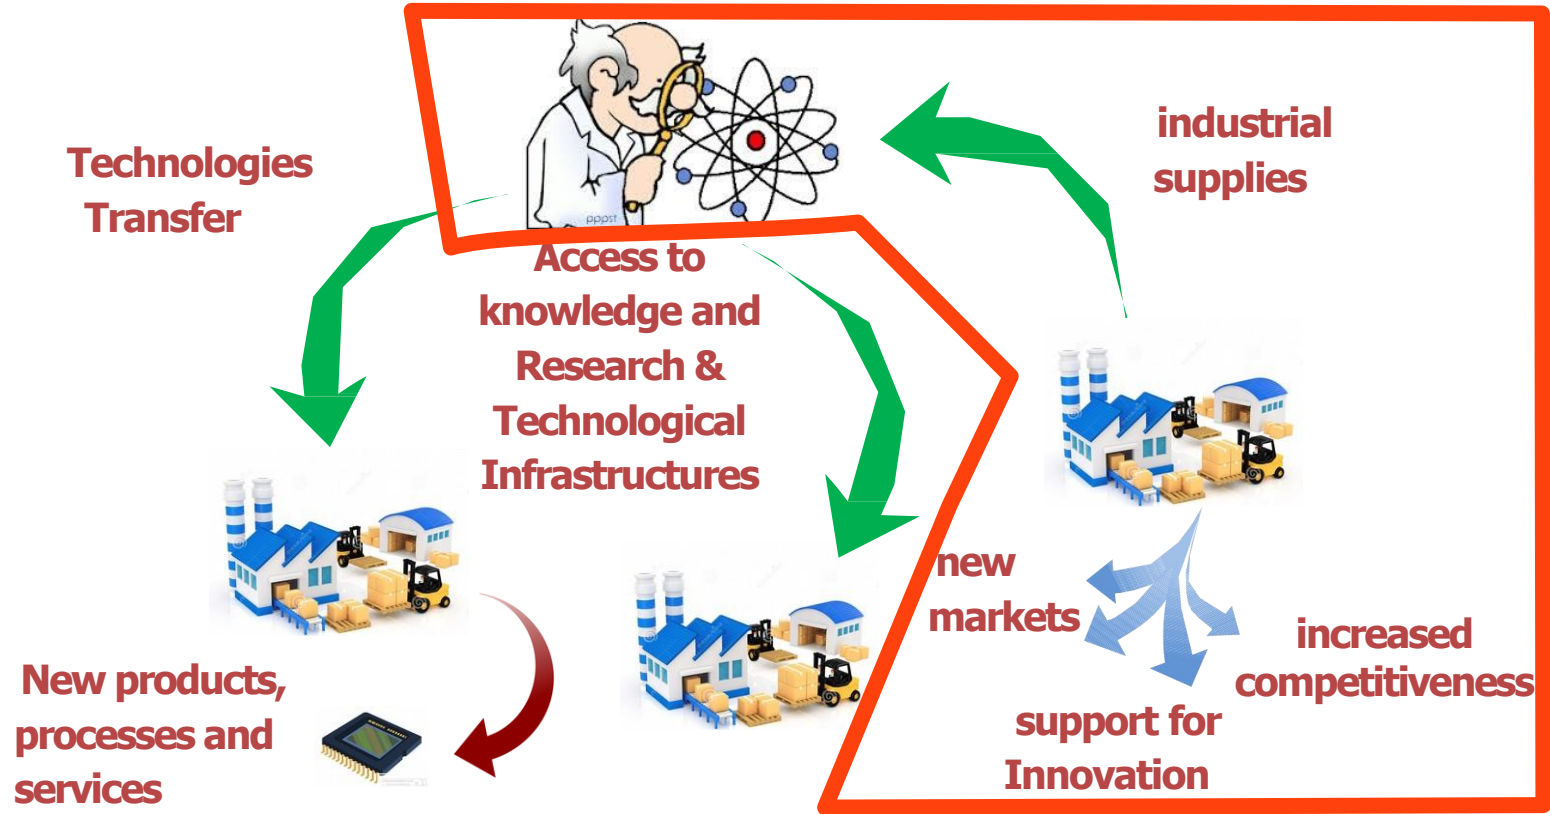 Technologies
Transfer
pppst
industrial
supplies
Access to
knowledge and
Research &
Technological
Infrastructures
New products,
processes and
services
new
markets
increased
competitiveness
support for
Innovation